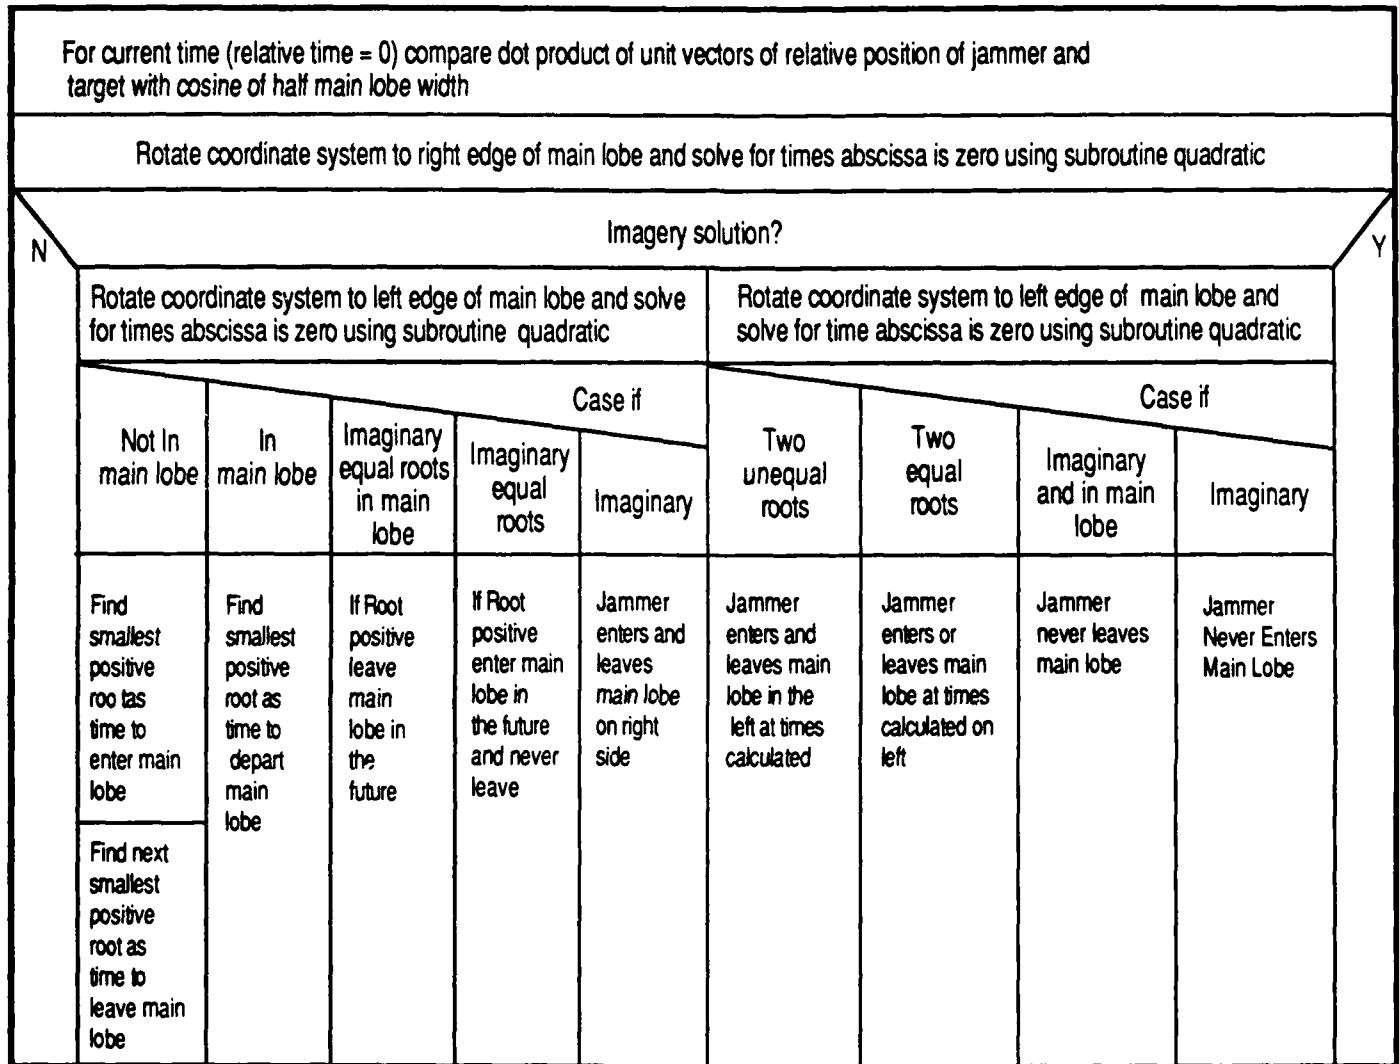 For current time (relative time = 0) compare dot product of unit vectors of relative position of jammer and
target with cosine of half main lobe width
Rotate coordinate system to right edge of main lobe and solve for times abscissa is zero using subroutine quadratic
N
Imagery solution?
Y
Rotate coordinate system to left edge of main lobe and solve
for times abscissa is zero using subroutine quadratic
Rotate coordinate system to left edge of main lobe and
solve for time abscissa is zero using subroutine quadratic
Case if
Not In
main lobe
In
main lobe
Imaginary
equal roots
in main
lobe
Imaginary
equal
roots
Imaginary
Case if
Two
unequal
roots
Two
equal
roots
Imaginary
and in main
lobe
Imaginary
Find
smallest
positive
roo tas
time to
enter main
lobe
Find next
smallest
positive
root as
time to
leave main
lobe
Find
smallest
positive
root as
time to
depart
main
lobe
If Root
positive
leave
main
lobe in
the
future
If Root
positive
enter main
lobe in
the future
and never
leave
Jammer
enters and
leaves
main lobe
on right
side
Jammer
enters and
leaves main
lobe in the
left at times
calculated
Jammer
enters or
leaves main
lobe at times
calculated on
left
Jammer
never leaves
main lobe
Jammer
Never Enters
Main Lobe